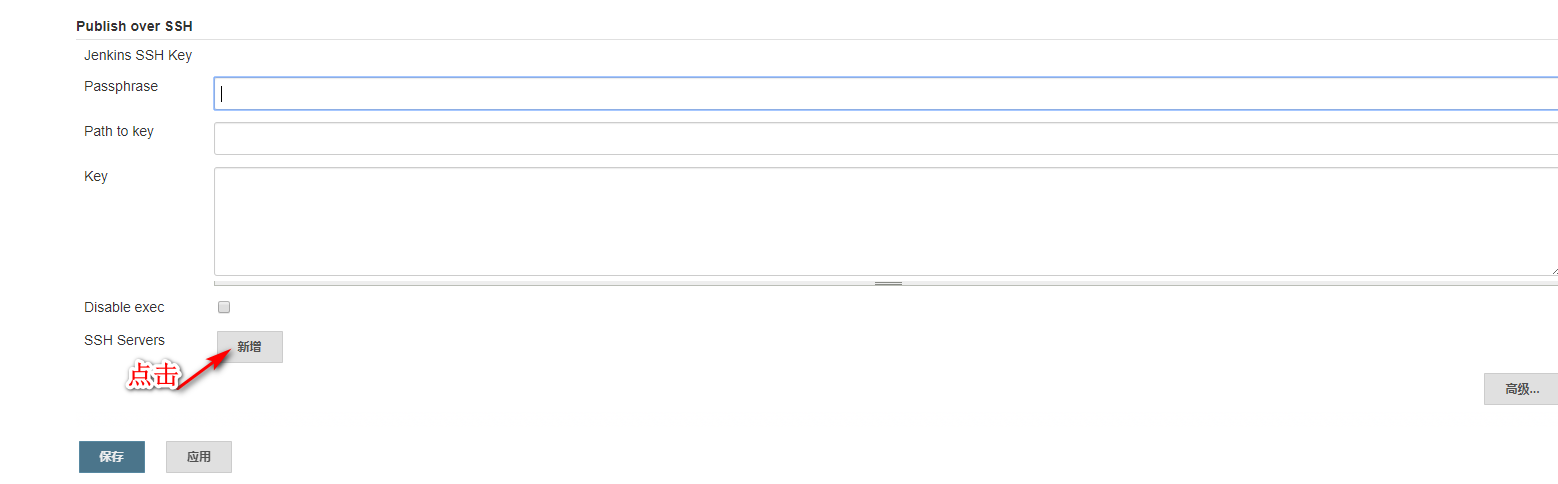 Publish over SSH
Jenkins SSH Key
Passphrase
Path to key
Key
Disable exec
SSH Servers
新增
点击
高级...
保存
应用